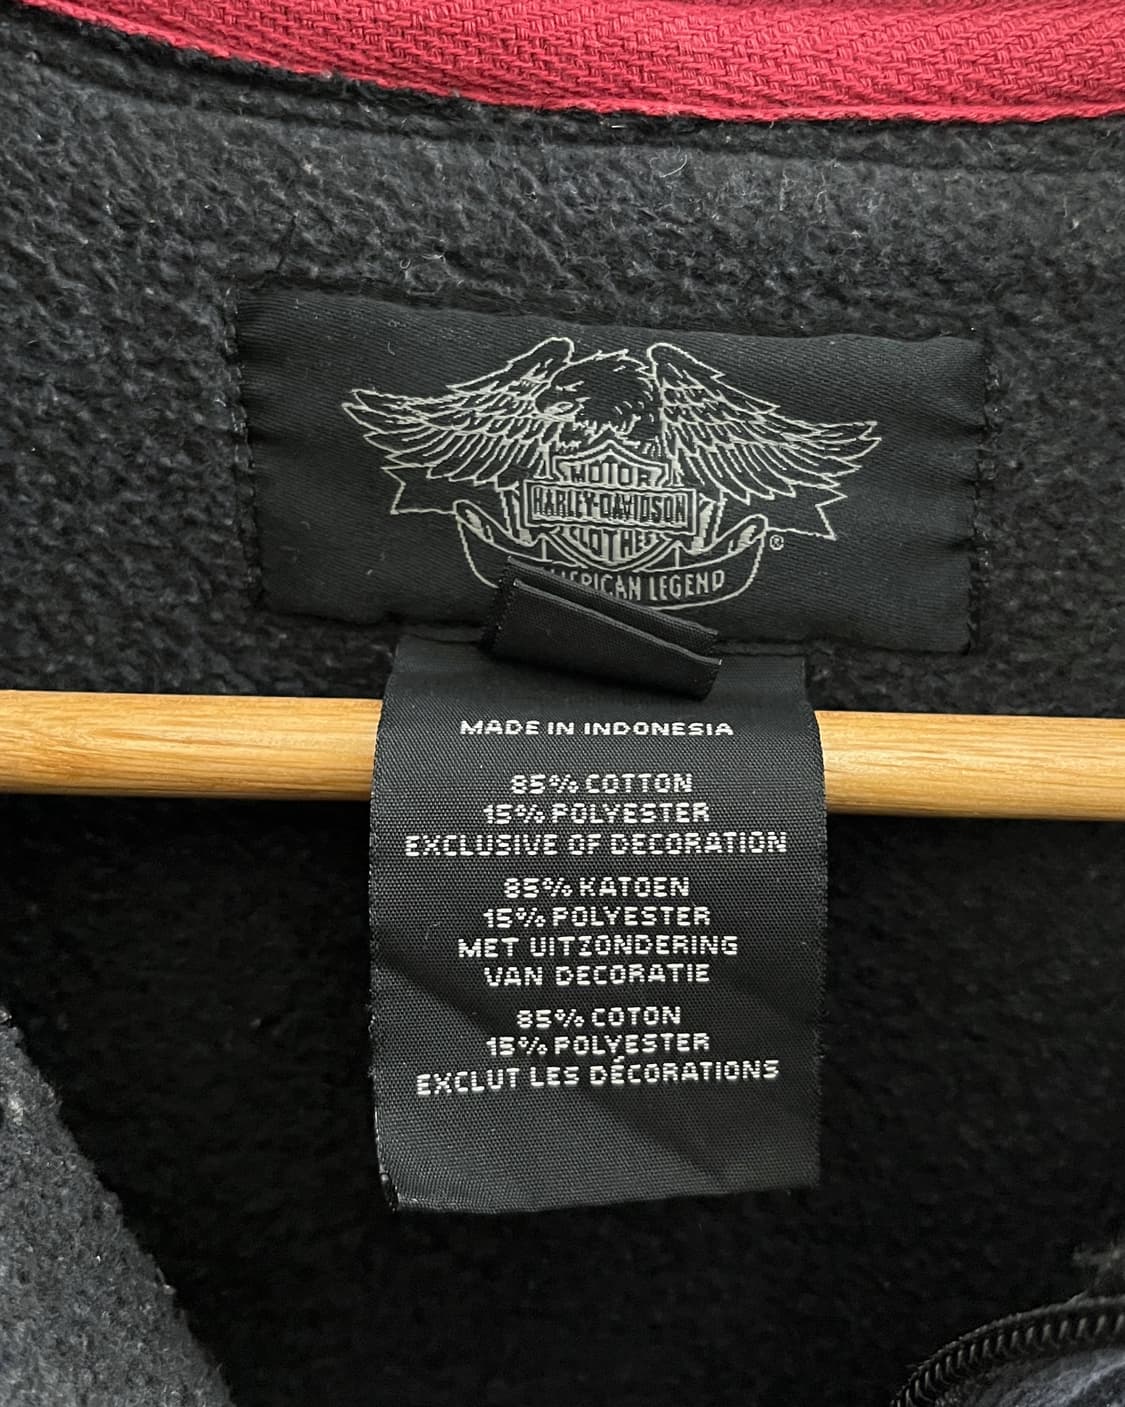 MOTOR
HARLEY-DAVIDSON
CLOTHES
®
AMERICAN LEGEND
MADE IN INDONESIA
85% COTTON
15% POLYESTER
EXCLUSIVE OF DECORATION
85% KATOEN
15% POLYESTER
MET UITZONDERING
VAN DECORATIE
85% COTON
15% POLYESTER
EXCLUT LES DÉCORATIONS